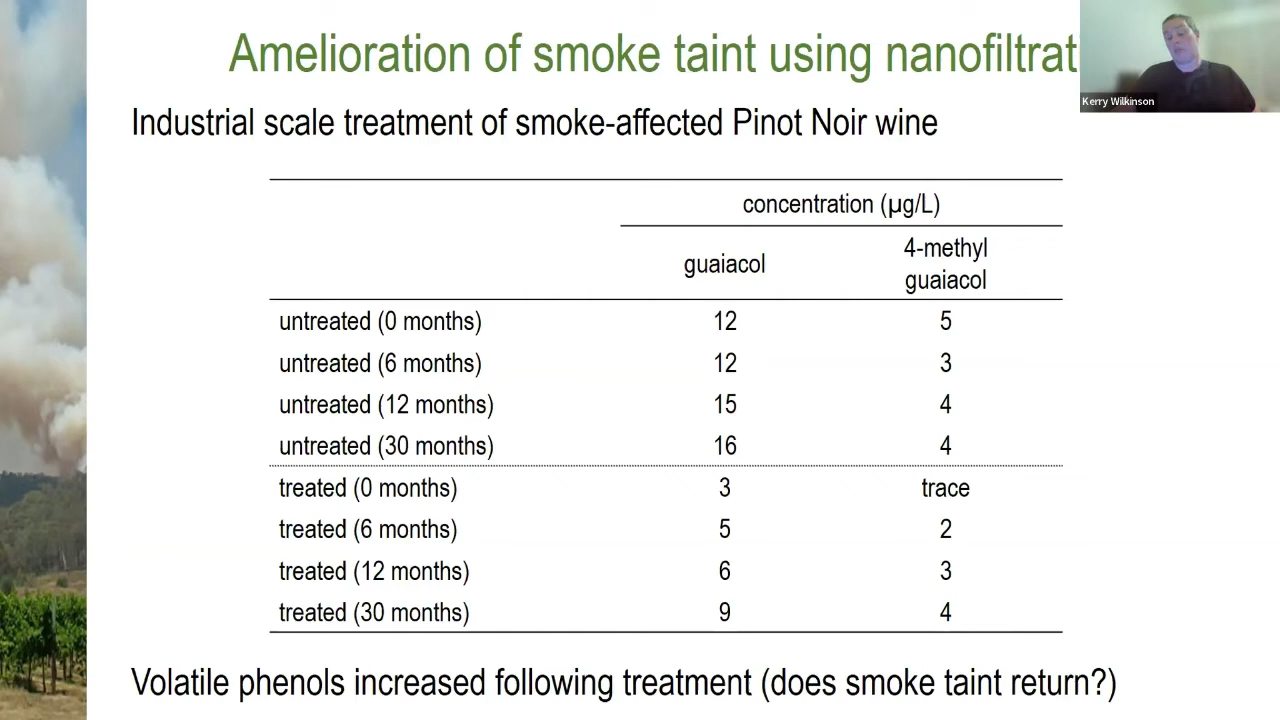 Amelioration of smoke taint using nanofiltrati
Kerry Wilkinson
Industrial scale treatment of smoke-affected Pinot Noir wine
concentration (µg/L)
guaiacol 4-methyl guaiacol
untreated (0 months) 12 5
untreated (6 months) 12 3
untreated (12 months) 15 4
untreated (30 months) 16 4
treated (0 months) 3 trace
treated (6 months) 5 2
treated (12 months) 6 3
treated (30 months) 9 4
Volatile phenols increased following treatment (does smoke taint return?)